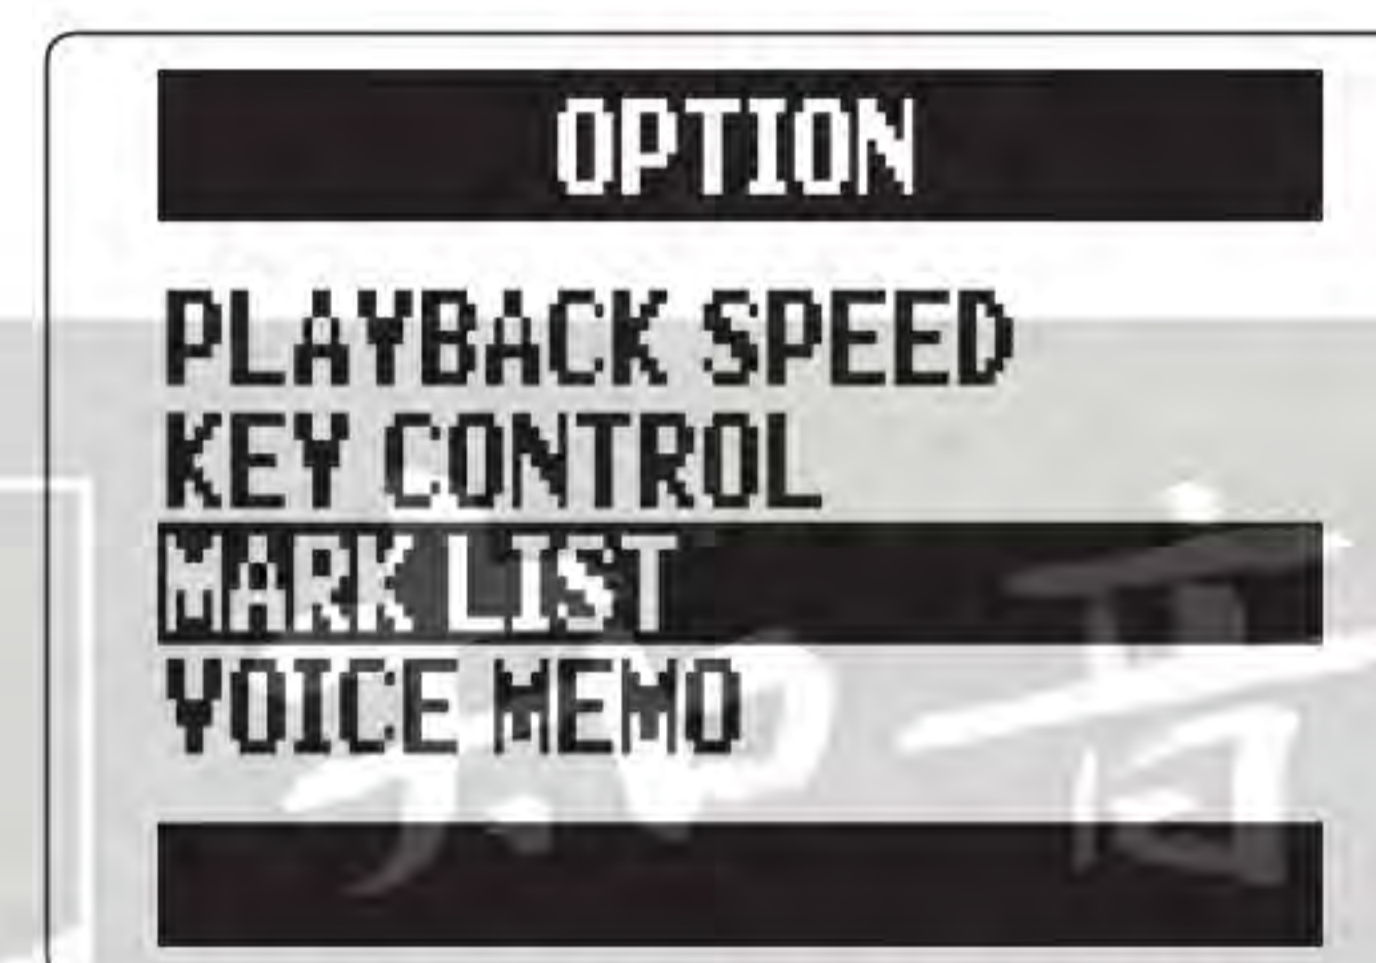 OPTION
PLAYBACK SPEED
KEY CONTROL
MARK LIST
VOICE MEMO